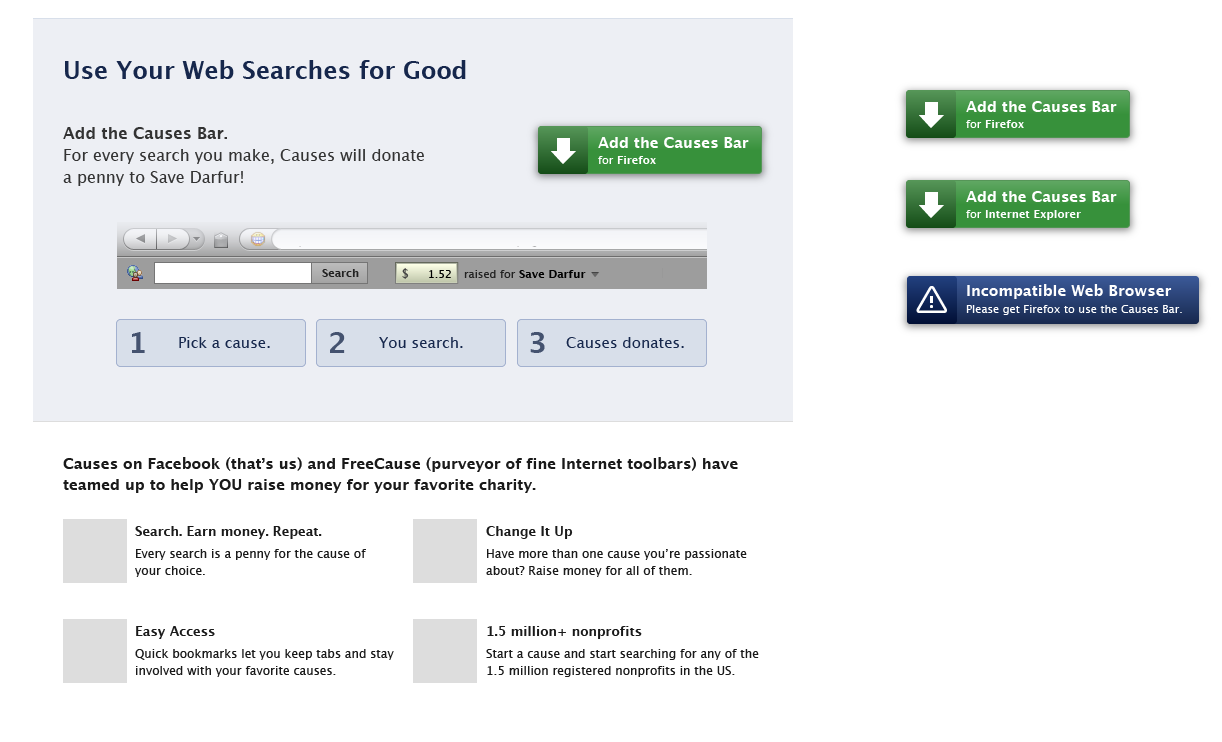 Use Your Web Searches for Good
Add the Causes Bar.
For every search you make, Causes will donate
a penny to Save Darfur!
Add the Causes Bar
for Firefox
Search
$ 1.52
raised for Save Darfur
1 Pick a cause.
2 You search.
3 Causes donates.
Causes on Facebook (that’s us) and FreeCause (purveyor of fine Internet toolbars) have
teamed up to help YOU raise money for your favorite charity.
Search. Earn money. Repeat.
Every search is a penny for the cause of
your choice.
Change It Up
Have more than one cause you’re passionate
about? Raise money for all of them.
Easy Access
Quick bookmarks let you keep tabs and stay
involved with your favorite causes.
1.5 million+ nonprofits
Start a cause and start searching for any of the
1.5 million registered nonprofits in the US.
Add the Causes Bar
for Firefox
Add the Causes Bar
for Internet Explorer
Incompatible Web Browser
Please get Firefox to use the Causes Bar.